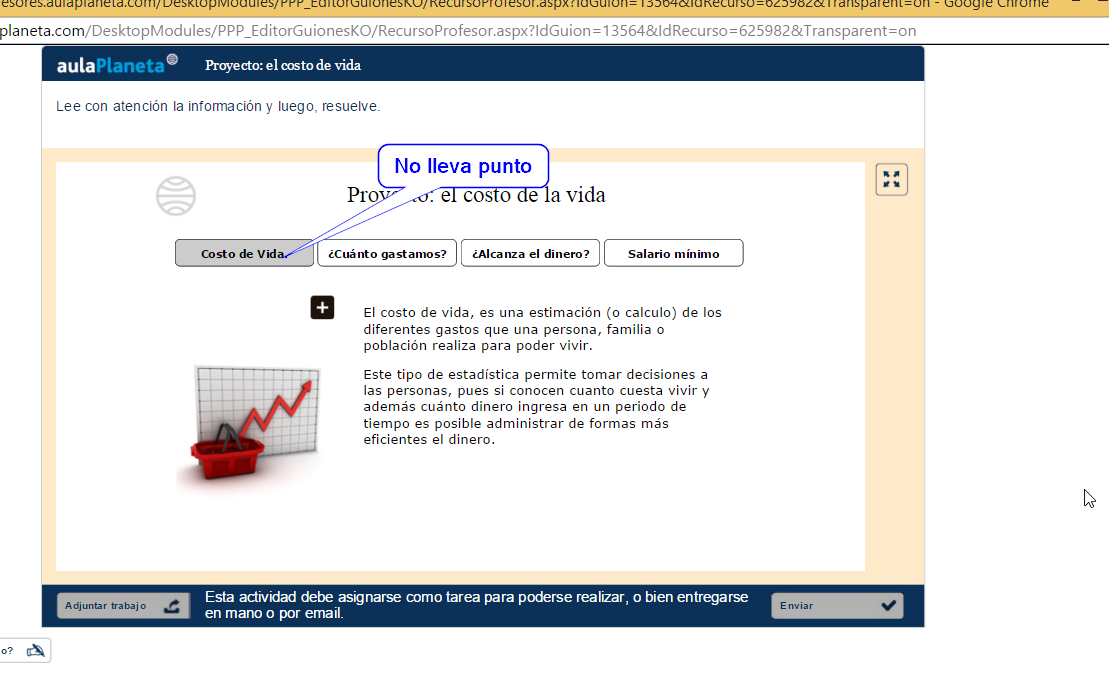 esores.aulaplaneta.com/DesktopModules/PPP_EditorGuionesKO/RecursoProfesor.aspx?IdGuion=13564&IdRecurso=625982&Transparent=on - Google Chrome
planeta.com/DesktopModules/PPP_EditorGuionesKO/RecursoProfesor.aspx?IdGuion=13564&IdRecurso=625982&Transparent=on
aulaPlaneta Proyecto: el costo de vida
Lee con atención la información y luego, resuelve.
No lleva punto
Proyecto: el costo de la vida
Costo de Vida. ¿Cuánto gastamos? ¿Alcanza el dinero? Salario mínimo
El costo de vida, es una estimación (o calculo) de los
diferentes gastos que una persona, familia o
población realiza para poder vivir.
Este tipo de estadística permite tomar decisiones a
las personas, pues si conocen cuanto cuesta vivir y
además cuánto dinero ingresa en un periodo de
tiempo es posible administrar de formas más
eficientes el dinero.
Adjuntar trabajo
Esta actividad debe asignarse como tarea para poderse realizar, o bien entregarse
en mano o por email.
Enviar
o?